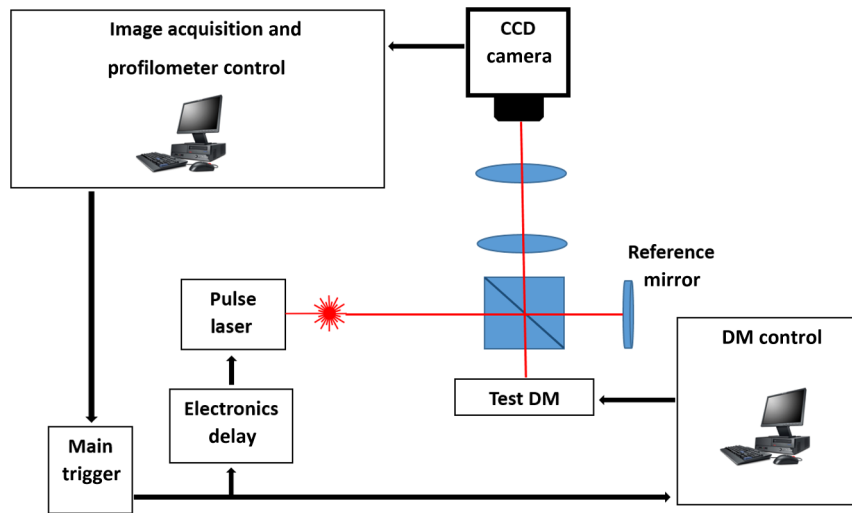 Image acquisition and
profilometer control
CCD
camera
Reference
mirror
Pulse
laser
DM control
Test DM
Electronics
delay
Main
trigger